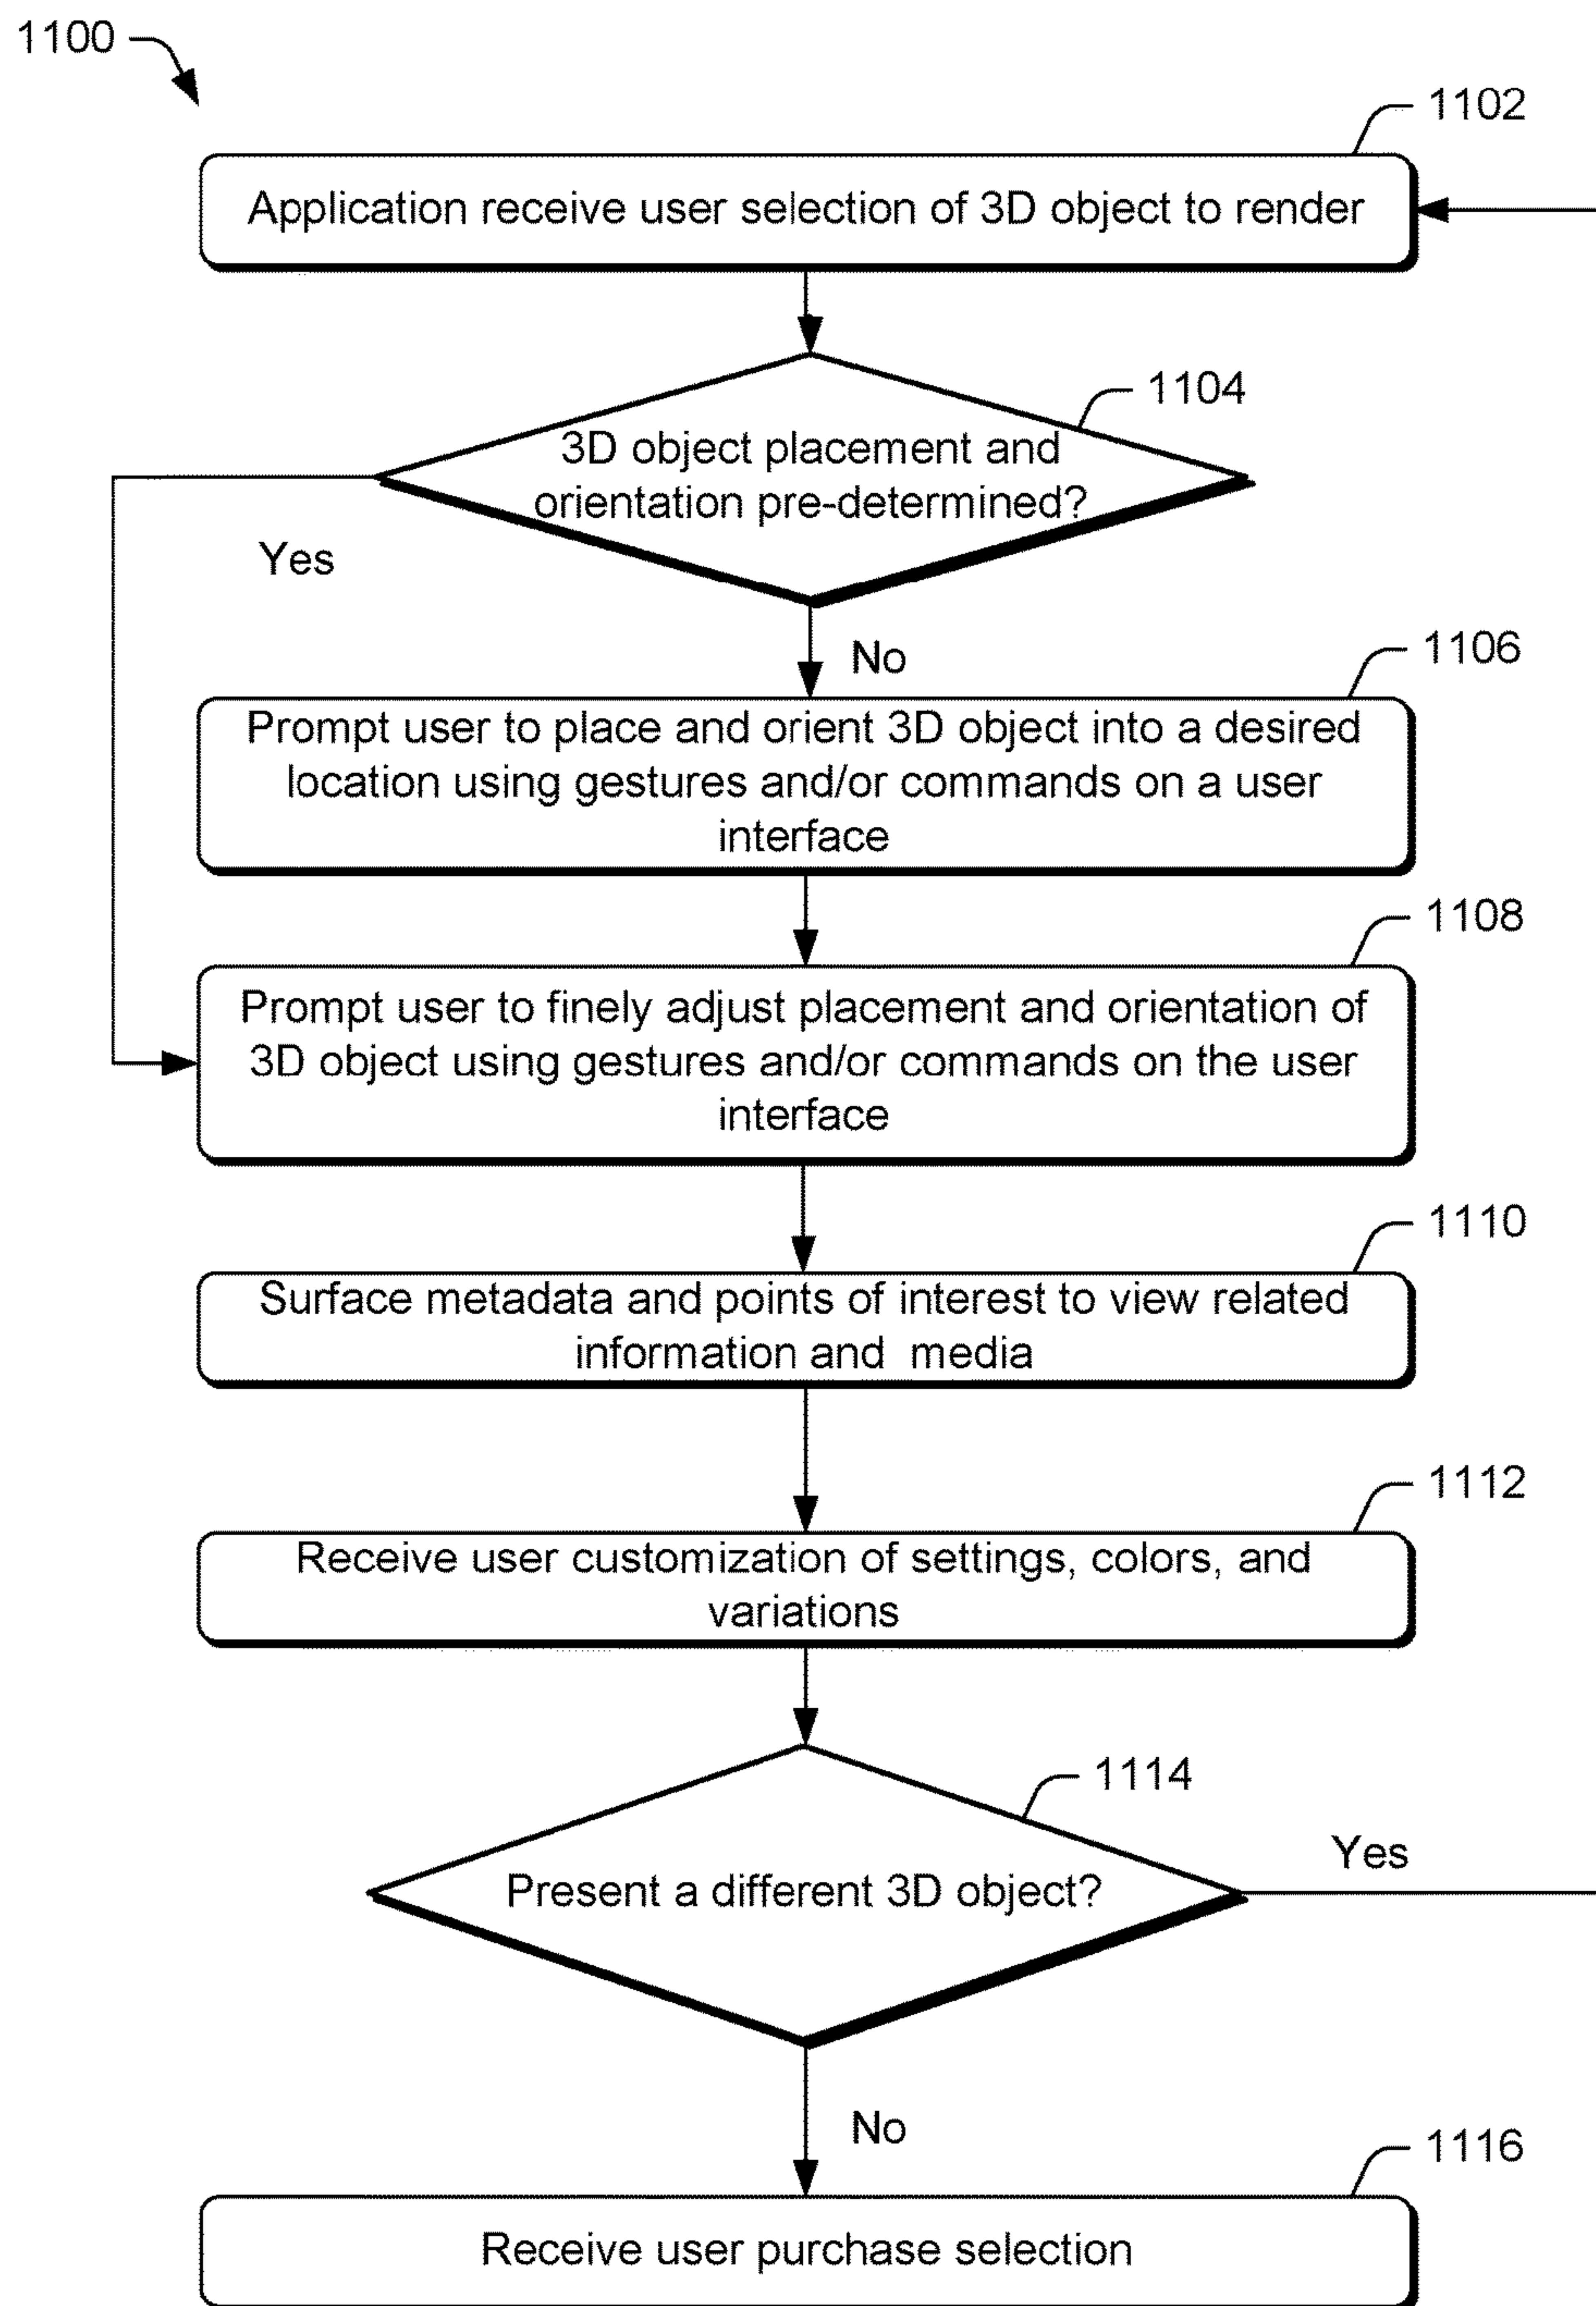 1100
1102
Application receive user selection of 3D object to render
1104
3D object placement and
orientation pre-determined?
Yes
No
1106
Prompt user to place and orient 3D object into a desired
location using gestures and/or commands on a user
interface
1108
Prompt user to finely adjust placement and orientation of
3D object using gestures and/or commands on the user
interface
1110
Surface metadata and points of interest to view related
information and  media
1112
Receive user customization of settings, colors, and
variations
1114
Present a different 3D object?
Yes
No
1116
Receive user purchase selection